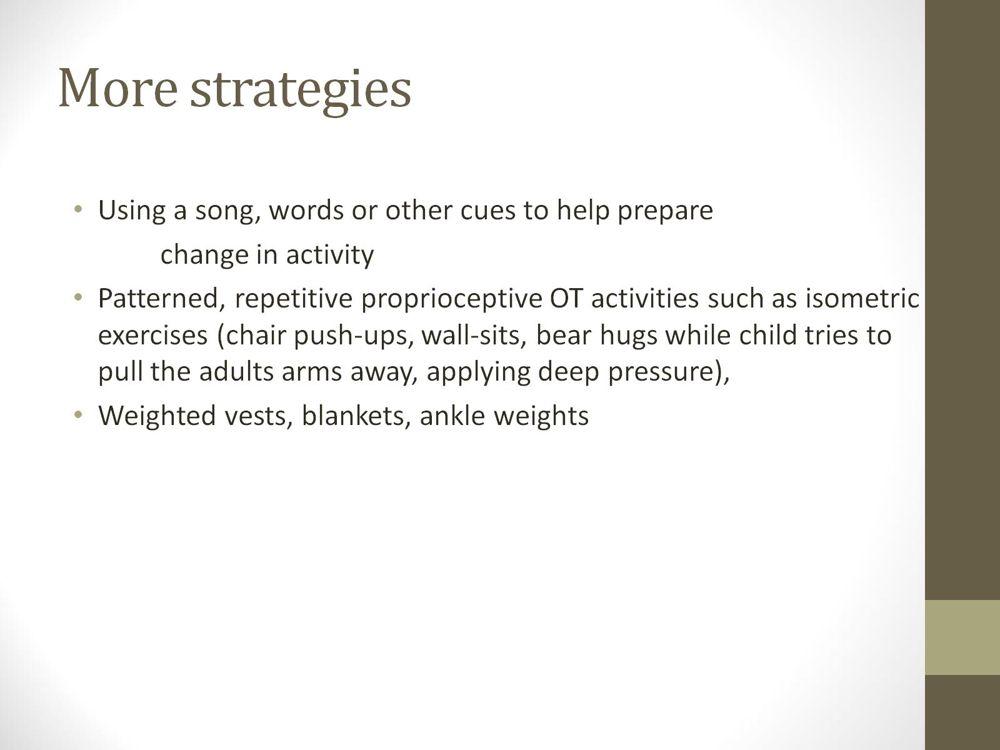 More strategies
• Using a song, words or other cues to help prepare
change in activity
• Patterned, repetitive proprioceptive OT activities such as isometric
exercises (chair push-ups, wall-sits, bear hugs while child tries to
pull the adults arms away, applying deep pressure),
• Weighted vests, blankets, ankle weights